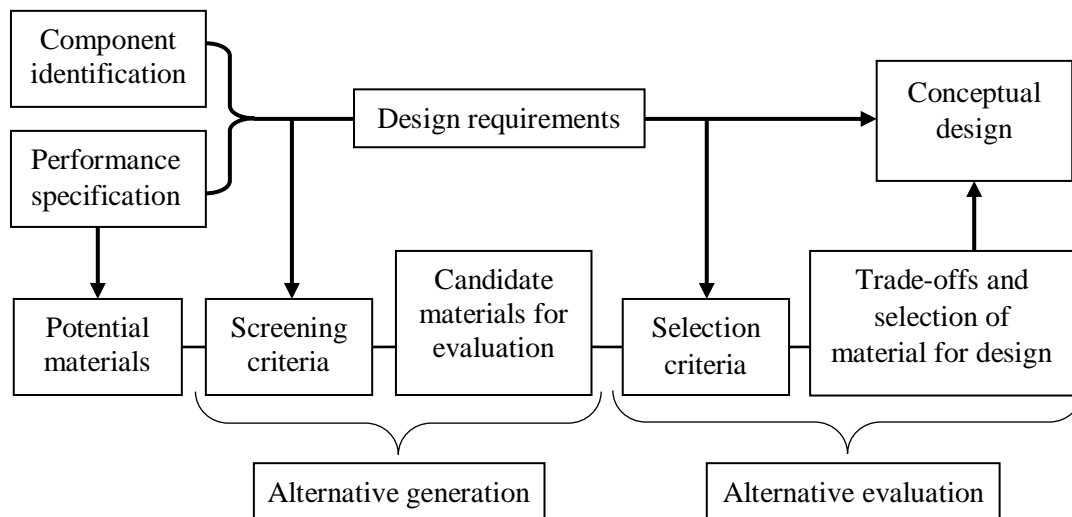 Component
identification
Performance
specification
Design requirements
Conceptual
design
Potential
materials
Screening
criteria
Candidate
materials for
evaluation
Selection
criteria
Trade-offs and
selection of
material for design
Alternative generation
Alternative evaluation